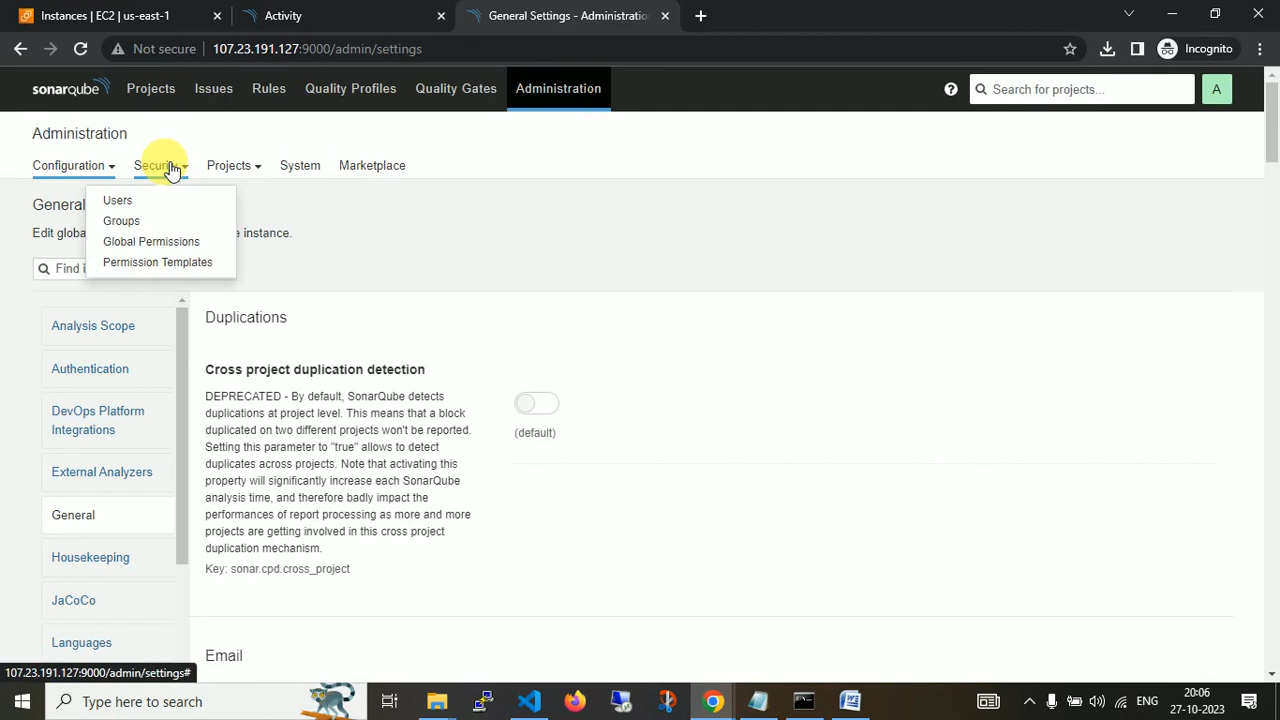 Instances | EC2 | us-east-1
Activity
General Settings - Administratio
Not secure
107.23.191.127:9000/admin/settings
Incognito
sonarqube
Projects
Issues
Rules
Quality Profiles
Quality Gates
Administration
Search for projects...
A
Administration
Configuration
Security
Projects
System
Marketplace
Users
Groups
Global Permissions
Permission Templates
General
Edit globa
e instance.
Find i
Analysis Scope
Authentication
DevOps Platform
Integrations
External Analyzers
General
Housekeeping
JaCoCo
Languages
Duplications
Cross project duplication detection
DEPRECATED - By default, SonarQube detects
duplications at project level. This means that a block
duplicated on two different projects won't be reported.
Setting this parameter to "true" allows to detect
duplicates across projects. Note that activating this
property will significantly increase each SonarQube
analysis time, and therefore badly impact the
performances of report processing as more and more
projects are getting involved in this cross project
duplication mechanism.
Key: sonar.cpd.cross_project
(default)
Email
107.23.191.127:9000/admin/settings#
Type here to search
ENG
20:06
27-10-2023